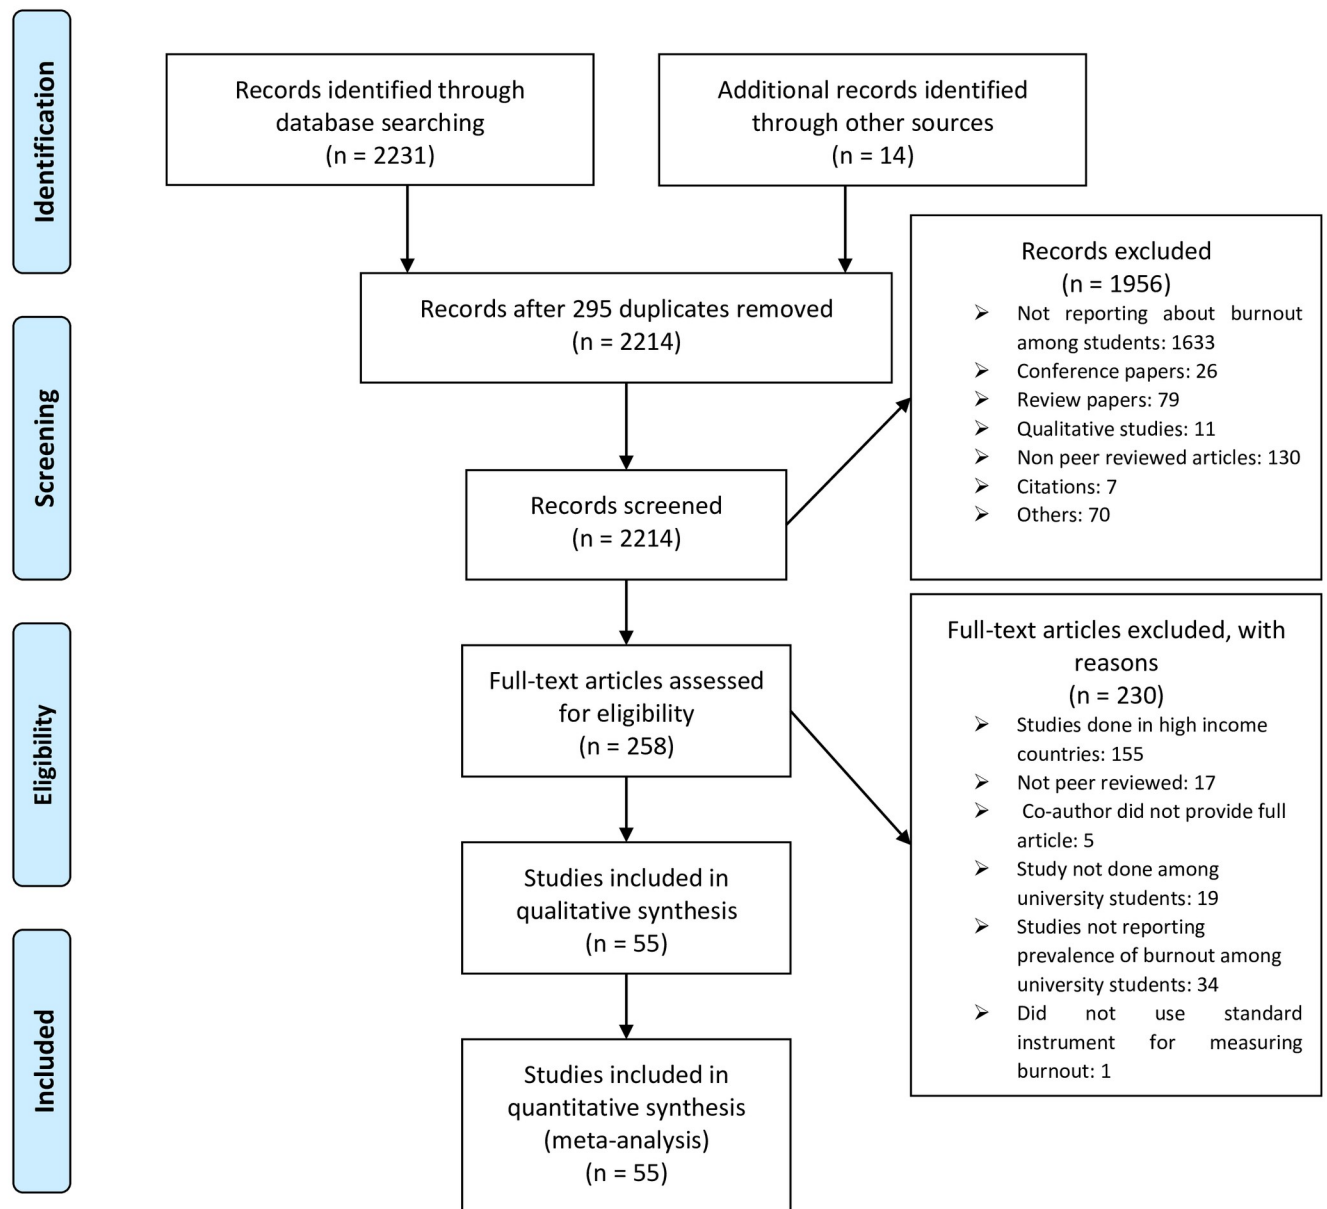 Identification
Records identified through
database searching
(n = 2231)
Additional records identified
through other sources
(n = 14)
Records after 295 duplicates removed
(n = 2214)
Records excluded
(n = 1956)
➢ Not reporting about burnout
among students: 1633
➢ Conference papers: 26
➢ Review papers: 79
➢ Qualitative studies: 11
➢ Non peer reviewed articles: 130
➢ Citations: 7
➢ Others: 70
Screening
Records screened
(n = 2214)
Eligibility
Full-text articles assessed
for eligibility
(n = 258)
Full-text articles excluded, with
reasons
(n = 230)
➢ Studies done in high income
countries: 155
➢ Not peer reviewed: 17
➢ Co-author did not provide full
article: 5
➢ Study not done among
university students: 19
➢ Studies not reporting
prevalence of burnout among
university students: 34
➢ Did not use standard
instrument for measuring
burnout: 1
Studies included in
qualitative synthesis
(n = 55)
Included
Studies included in
quantitative synthesis
(meta-analysis)
(n = 55)